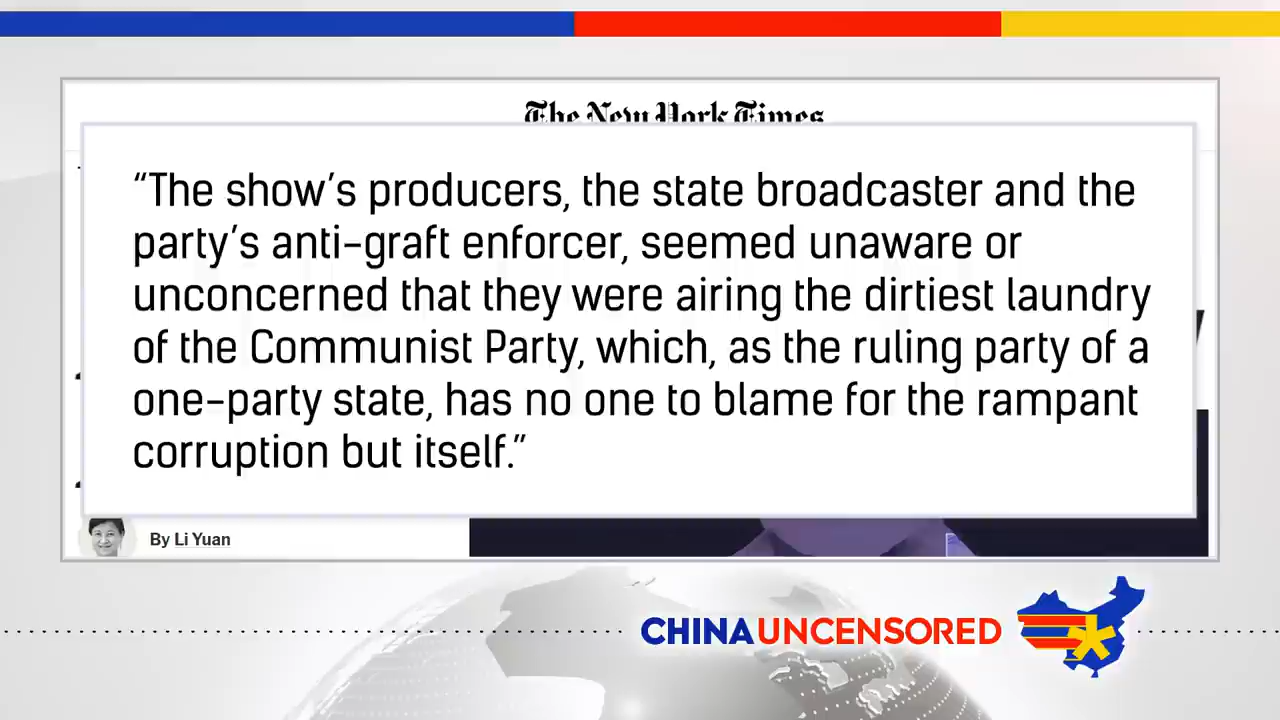 The New York Times
“The show’s producers, the state broadcaster and the
party’s anti-graft enforcer, seemed unaware or
unconcerned that they were airing the dirtiest laundry
of the Communist Party, which, as the ruling party of a
one-party state, has no one to blame for the rampant
corruption but itself.”
By Li Yuan
CHINA UNCENSORED